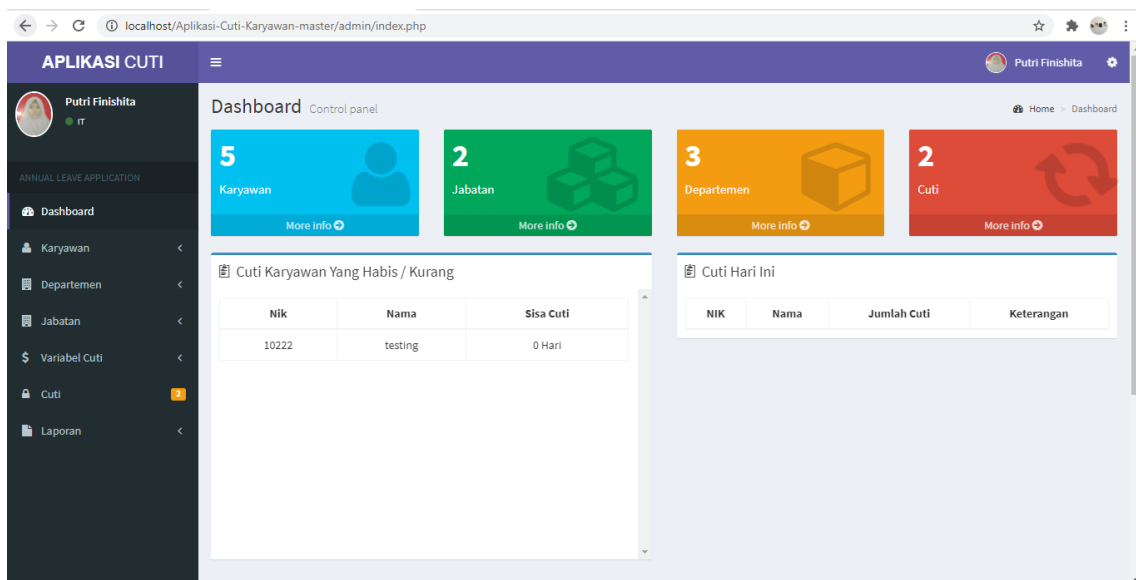 localhost/Aplikasi-Cuti-Karyawan-master/admin/index.php
APLIKASI CUTI
Putri Finishita
Putri Finishita
IT
ANNUAL LEAVE APPLICATION
Dashboard
Karyawan
Departemen
Jabatan
Variabel Cuti
Cuti 2
Laporan
Dashboard Control panel
Home > Dashboard
5
Karyawan
More info
2
Jabatan
More info
3
Departemen
More info
2
Cuti
More info
Cuti Karyawan Yang Habis / Kurang
Nik Nama Sisa Cuti
10222 testing 0 Hari
Cuti Hari Ini
NIK Nama Jumlah Cuti Keterangan